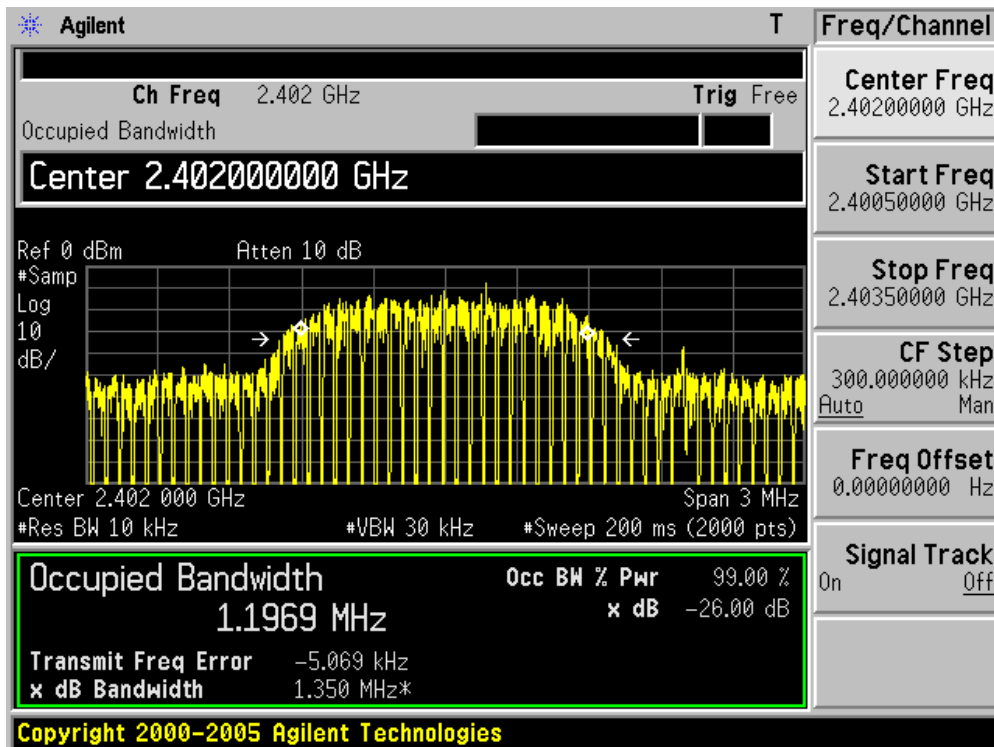 Agilent T Freq/Channel
Ch Freq 2.402 GHz Trig Free
Occupied Bandwidth
Center 2.402000000 GHz
Ref 0 dBm Atten 10 dB
#Samp
Log
10
dB/
Center 2.402 000 GHz Span 3 MHz
#Res BW 10 kHz #VBW 30 kHz #Sweep 200 ms (2000 pts)
Occupied Bandwidth Occ BW % Pwr 99.00 %
1.1969 MHz x dB -26.00 dB
Transmit Freq Error -5.069 kHz
x dB Bandwidth 1.350 MHz*
Copyright 2000-2005 Agilent Technologies
Center Freq
2.40200000 GHz
Start Freq
2.40050000 GHz
Stop Freq
2.40350000 GHz
CF Step
300.000000 kHz
Auto Man
Freq Offset
0.00000000 Hz
Signal Track
On Off